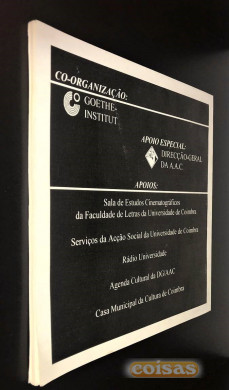 CO-ORGANIZAÇÃO:
GOETHE-
INSTITUT
APOIO ESPECIAL:
DIRECÇÃO-GERAL
DA A.A.C.
APOIOS:
Sala de Estudos Cinematográficos
da Faculdade de Letras da Universidade de Coimbra
Serviços da Acção Social da Universidade de Coimbra
Rádio Universidade
Agenda Cultural da DG/AAC
Casa Municipal da Cultura de Coimbra
coisas